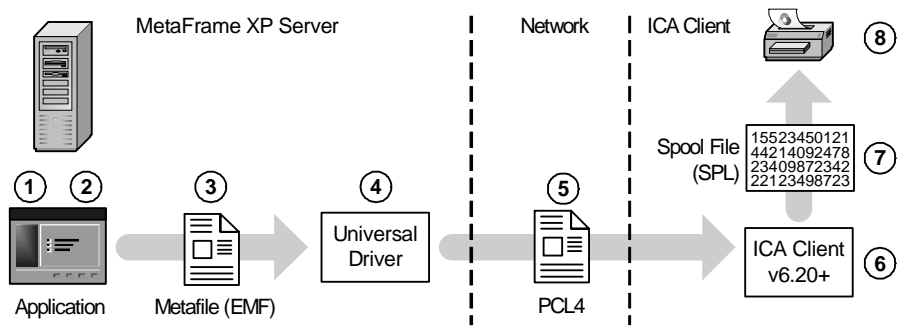 MetaFrame XP Server
Network
ICA Client
8
Spool File
(SPL)
15523450121
44214092478
23409872342
22123498723
7
1
2
3
4
5
Universal
Driver
ICA Client
v6.20+
6
Application
Metafile (EMF)
PCL4